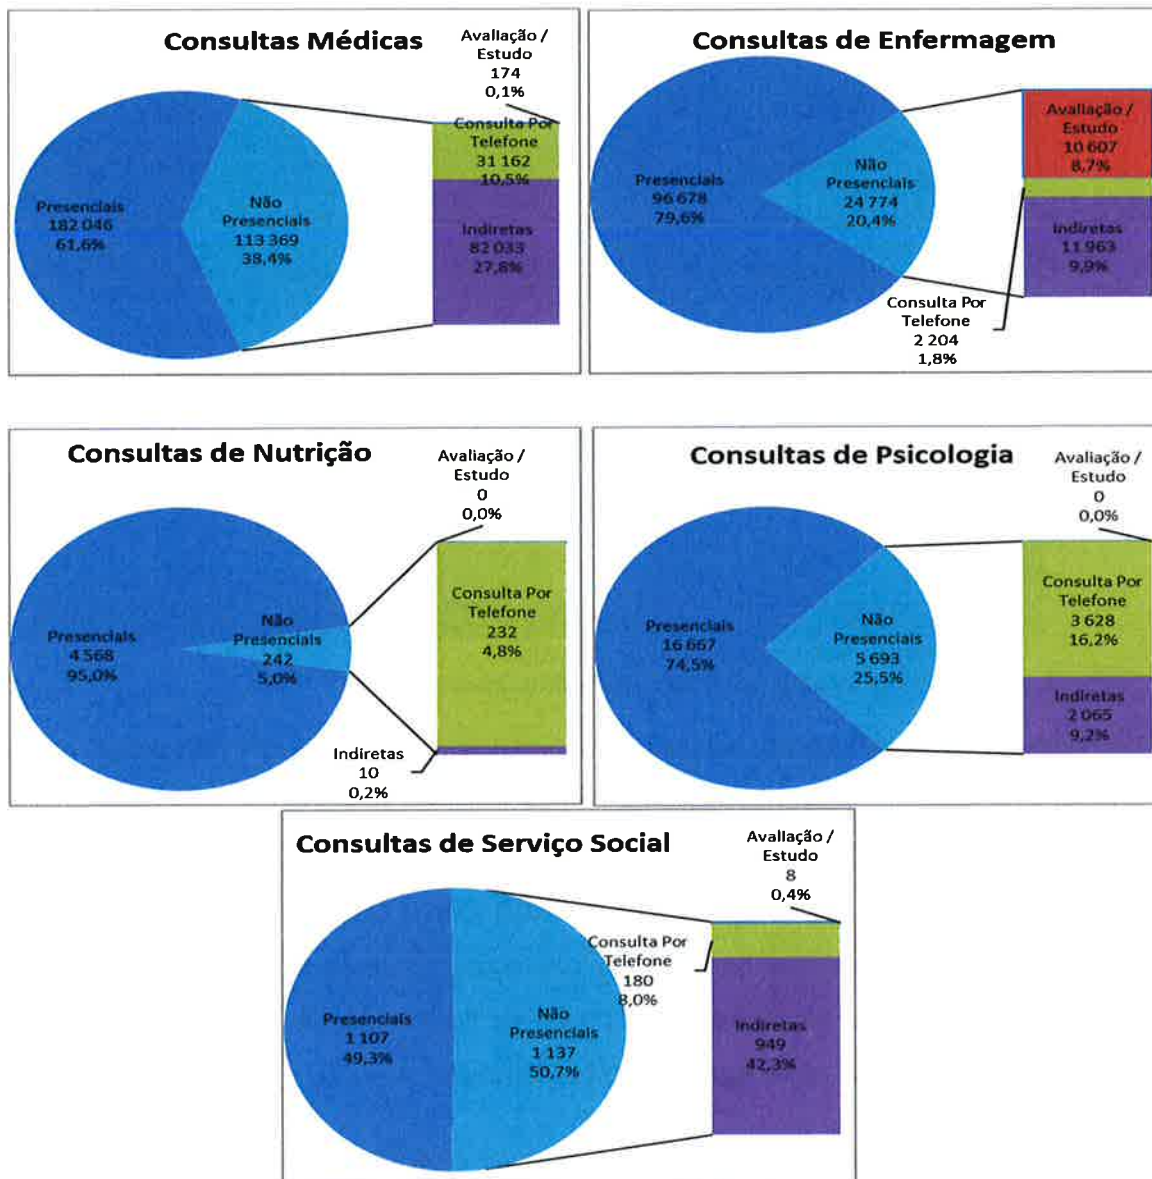 Consultas Médicas
Avaliação /
Estudo
174
0,1%
Consulta Por
Telefone
31 162
10,5%
Presenciais
182 046
61,6%
Não
Presenciais
113 369
38,4%
Indiretas
82 033
27,8%
Consultas de Enfermagem
Avaliação /
Estudo
10 607
8,7%
Presenciais
96 678
79,6%
Não
Presenciais
24 774
20,4%
Indiretas
11 963
9,9%
Consulta Por
Telefone
2 204
1,8%
Consultas de Nutrição
Avaliação /
Estudo
0
0,0%
Consulta Por
Telefone
232
4,8%
Presenciais
4 568
95,0%
Não
Presenciais
242
5,0%
Indiretas
10
0,2%
Consultas de Psicologia
Avaliação /
Estudo
0
0,0%
Consulta Por
Telefone
3 628
16,2%
Presenciais
16 667
74,5%
Não
Presenciais
5 693
25,5%
Indiretas
2 065
9,2%
Consultas de Serviço Social
Avaliação /
Estudo
8
0,4%
Consulta Por
Telefone
180
8,0%
Presenciais
1 107
49,3%
Não
Presenciais
1 137
50,7%
Indiretas
949
42,3%